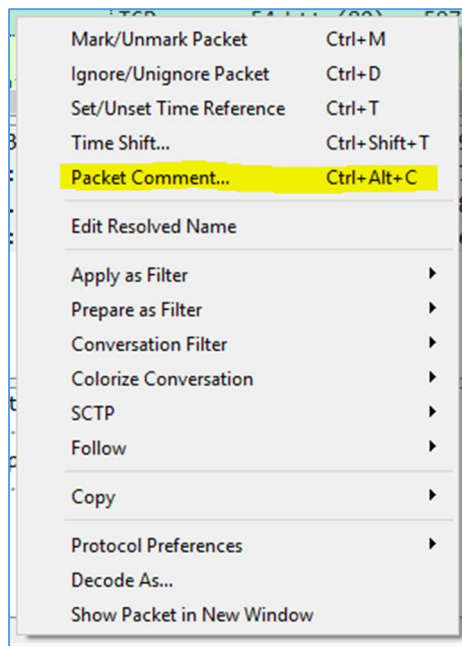 Mark/Unmark Packet Ctrl+M
Ignore/Unignore Packet Ctrl+D
Set/Unset Time Reference Ctrl+T
Time Shift... Ctrl+Shift+T
Packet Comment... Ctrl+Alt+C
Edit Resolved Name
Apply as Filter
Prepare as Filter
Conversation Filter
Colorize Conversation
SCTP
Follow
Copy
Protocol Preferences
Decode As...
Show Packet in New Window